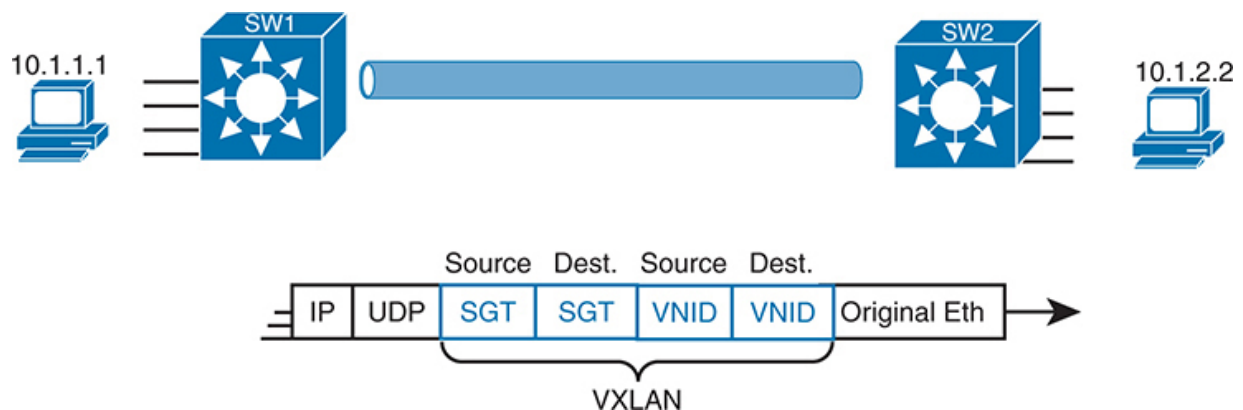 SW1
SW2
10.1.1.1
10.1.2.2
Source Dest. Source Dest.
IP UDP SGT SGT VNID VNID Original Eth
VXLAN